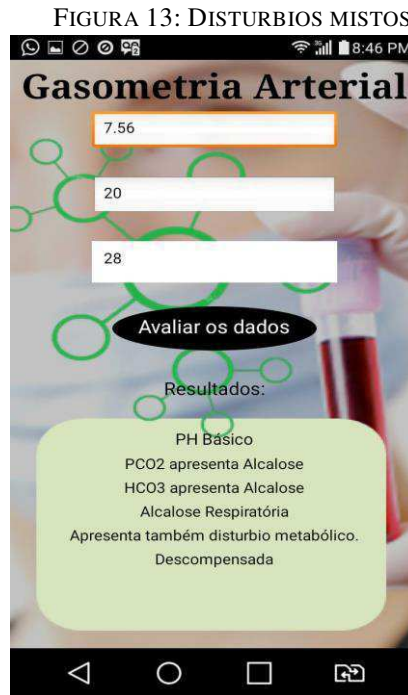 FIGURA 13: DISTURBIOS MISTOS
8:46 PM
Gasometria Arterial
7.56
20
28
Avaliar os dados
Resultados:
PH Básico
PCO2 apresenta Alcalose
HCO3 apresenta Alcalose
Alcalose Respiratória
Apresenta também disturbio metabólico.
Descompensada